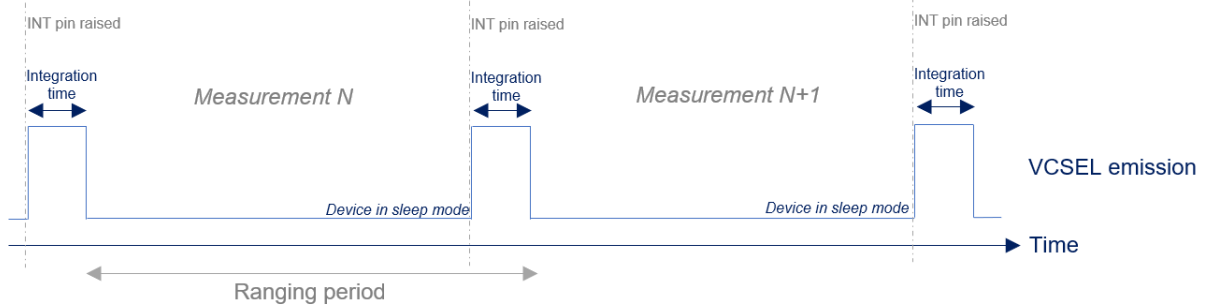 INT pin raised
INT pin raised
INT pin raised
Integration
time
Measurement N
Integration
time
Measurement N+1
Integration
time
VCSEL emission
Device in sleep mode
Device in sleep mode
Time
Ranging period